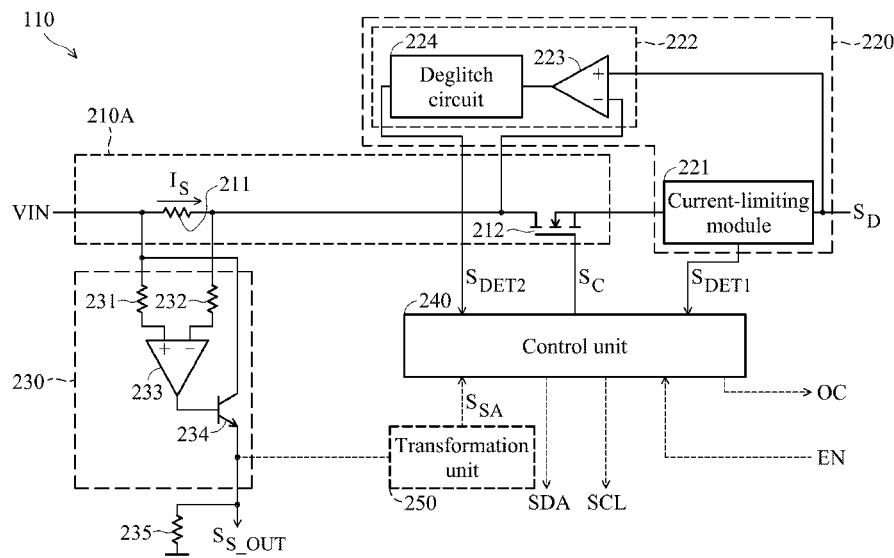 110
224
Deglitch
circuit
223
+
−
222
220
210A
I_S
211
VIN
212
221
Current-limiting
module
S_D
231
232
S_DET2
S_C
S_DET1
240
Control unit
+ −
233
230
234
S_SA
OC
Transformation
unit
EN
250
SDA
SCL
235
S_S_OUT